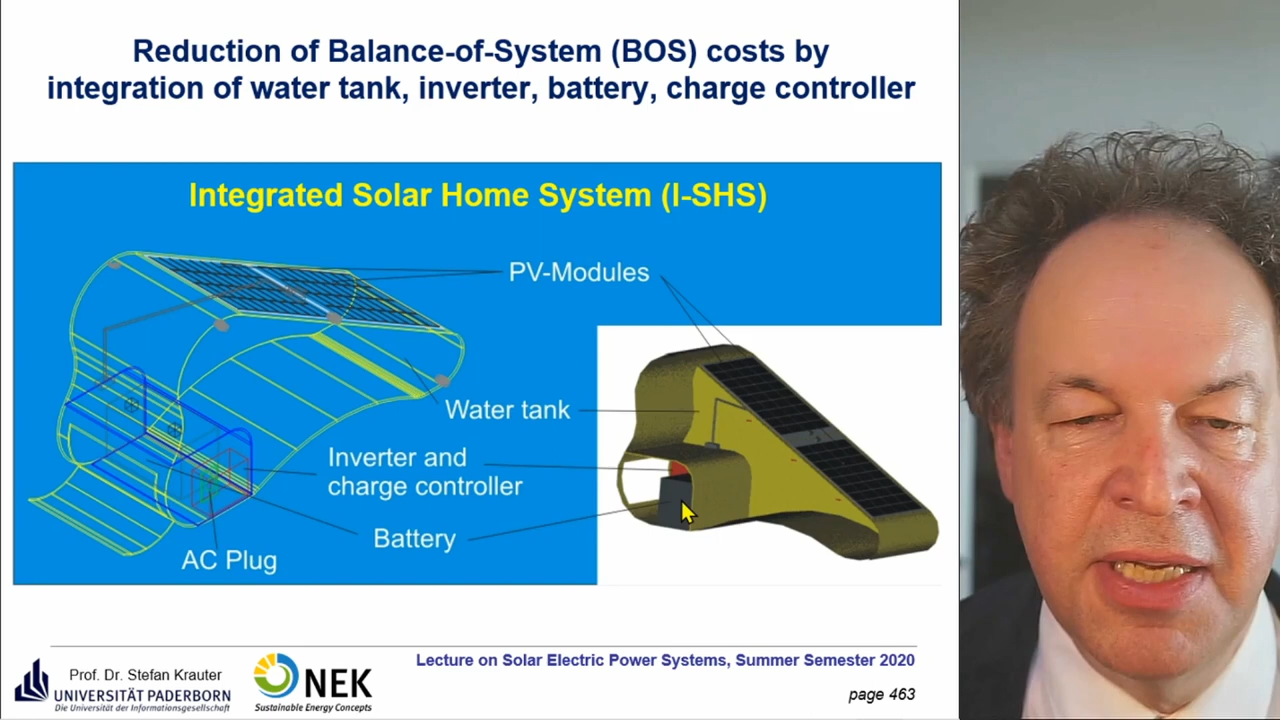 Reduction of Balance-of-System (BOS) costs by
integration of water tank, inverter, battery, charge controller
Integrated Solar Home System (I-SHS)
PV-Modules
Water tank
Inverter and
charge controller
Battery
AC Plug
Prof. Dr. Stefan Krauter
UNIVERSITÄT PADERBORN
Die Universität der Informationsgesellschaft
NEK
Sustainable Energy Concepts
Lecture on Solar Electric Power Systems, Summer Semester 2020
page 463